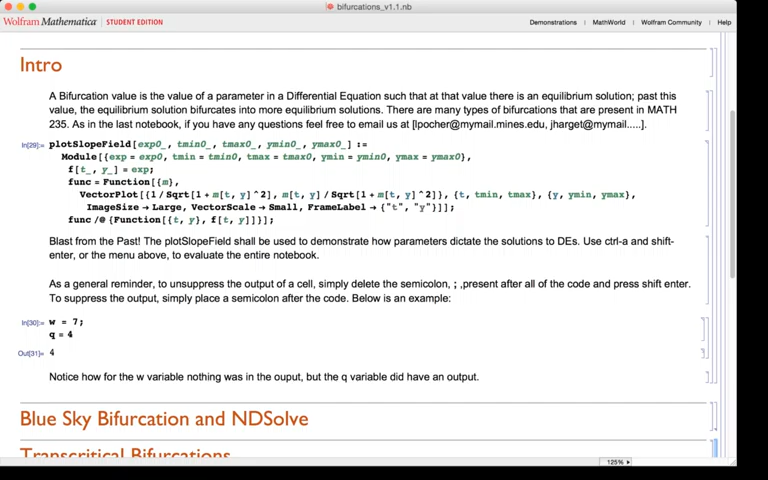 bifurcations_v1.1.nb
Wolfram Mathematica | STUDENT EDITION
Demonstrations | MathWorld | Wolfram Community | Help
Intro
A Bifurcation value is the value of a parameter in a Differential Equation such that at that value there is an equilibrium solution; past this
value, the equilibrium solution bifurcates into more equilibrium solutions. There are many types of bifurcations that are present in MATH
235. As in the last notebook, if you have any questions feel free to email us at [lpocher@mymail.mines.edu, jharget@mymail.....].
In[29]:= plotSlopeField[exp0_, tmin0_, tmax0_, ymin0_, ymax0_] :=
Module[{exp = exp0, tmin = tmin0, tmax = tmax0, ymin = ymin0, ymax = ymax0},
f[t_, y_] = exp;
func = Function[{m},
VectorPlot[{1 / Sqrt[1 + m[t, y]^2], m[t, y] / Sqrt[1 + m[t, y]^2]}, {t, tmin, tmax}, {y, ymin, ymax},
ImageSize → Large, VectorScale → Small, FrameLabel → {"t", "y"}]];
func /@ {Function[{t, y}, f[t, y]]}];
Blast from the Past! The plotSlopeField shall be used to demonstrate how parameters dictate the solutions to DEs. Use ctrl-a and shift-
enter, or the menu above, to evaluate the entire notebook.
As a general reminder, to unsuppress the output of a cell, simply delete the semicolon, ; ,present after all of the code and press shift enter.
To suppress the output, simply place a semicolon after the code. Below is an example:
In[30]:= w = 7;
q = 4
Out[31]= 4
Notice how for the w variable nothing was in the ouput, but the q variable did have an output.
Blue Sky Bifurcation and NDSolve
Transcritical Bifurcations
125%